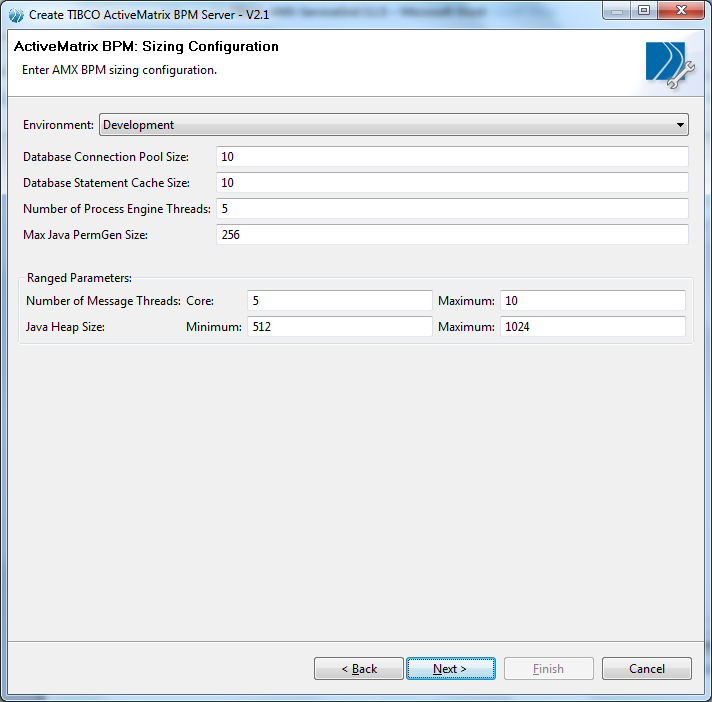 Create TIBCO ActiveMatrix BPM Server - V2.1
ActiveMatrix BPM: Sizing Configuration
Enter AMX BPM sizing configuration.
Environment: Development
Database Connection Pool Size: 10
Database Statement Cache Size: 10
Number of Process Engine Threads: 5
Max Java PermGen Size: 256
Ranged Parameters:
Number of Message Threads: Core: 5 Maximum: 10
Java Heap Size: Minimum: 512 Maximum: 1024
< Back Next > Finish Cancel